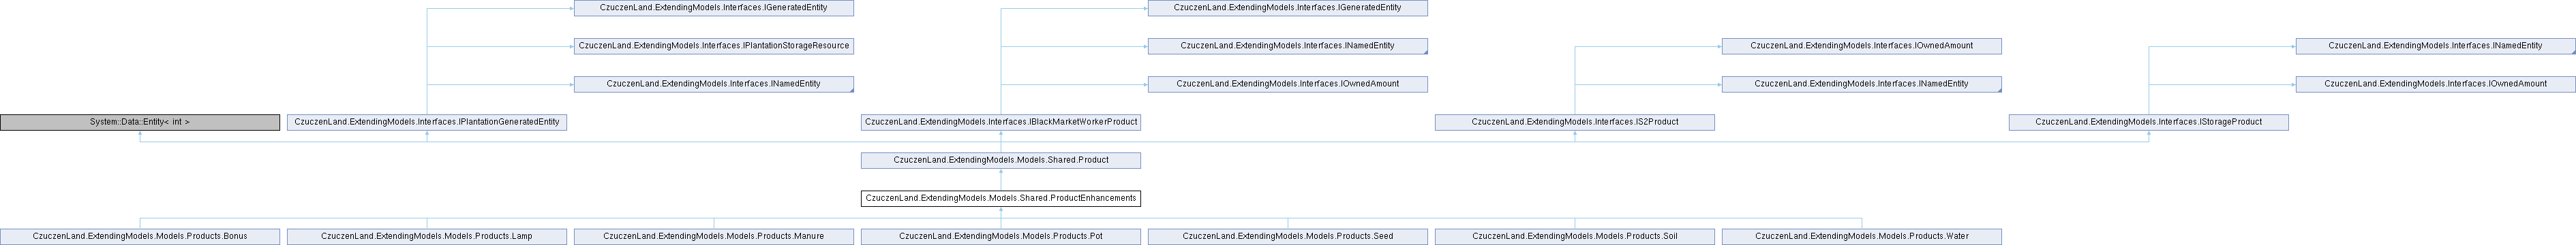 CzuczenLand.ExtendingModels.Interfaces.IGeneratedEntity
CzuczenLand.ExtendingModels.Interfaces.IGeneratedEntity
CzuczenLand.ExtendingModels.Interfaces.IPlantationStorageResource
CzuczenLand.ExtendingModels.Interfaces.INamedEntity
CzuczenLand.ExtendingModels.Interfaces.IOwnedAmount
CzuczenLand.ExtendingModels.Interfaces.INamedEntity
CzuczenLand.ExtendingModels.Interfaces.INamedEntity
CzuczenLand.ExtendingModels.Interfaces.IOwnedAmount
CzuczenLand.ExtendingModels.Interfaces.INamedEntity
CzuczenLand.ExtendingModels.Interfaces.IOwnedAmount
System::Data::Entity< int >
CzuczenLand.ExtendingModels.Interfaces.IPlantationGeneratedEntity
CzuczenLand.ExtendingModels.Interfaces.IBlackMarketWorkerProduct
CzuczenLand.ExtendingModels.Interfaces.IS2Product
CzuczenLand.ExtendingModels.Interfaces.IStorageProduct
CzuczenLand.ExtendingModels.Models.Shared.Product
CzuczenLand.ExtendingModels.Models.Shared.ProductEnhancements
CzuczenLand.ExtendingModels.Models.Products.Bonus
CzuczenLand.ExtendingModels.Models.Products.Lamp
CzuczenLand.ExtendingModels.Models.Products.Manure
CzuczenLand.ExtendingModels.Models.Products.Pot
CzuczenLand.ExtendingModels.Models.Products.Seed
CzuczenLand.ExtendingModels.Models.Products.Soil
CzuczenLand.ExtendingModels.Models.Products.Water